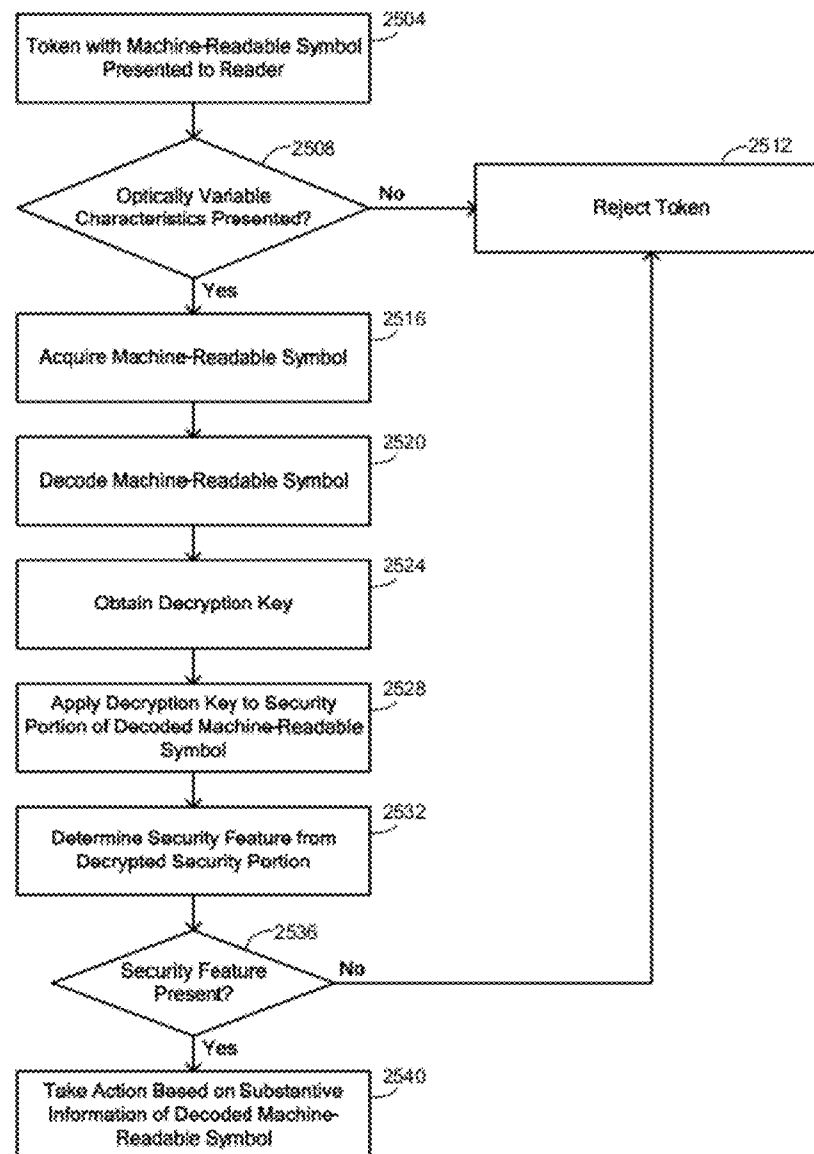 2504
Token with Machine-Readable Symbol
Presented to Reader
2508
Optically Variable
Characteristics Presented?
No
2512
Reject Token
Yes
2516
Acquire Machine-Readable Symbol
2520
Decode Machine-Readable Symbol
2524
Obtain Decryption Key
2528
Apply Decryption Key to Security
Portion of Decoded Machine-Readable
Symbol
2532
Determine Security Feature from
Decrypted Security Portion
2536
Security Feature
Present?
No
Yes
2540
Take Action Based on Substantive
Information of Decoded Machine-
Readable Symbol